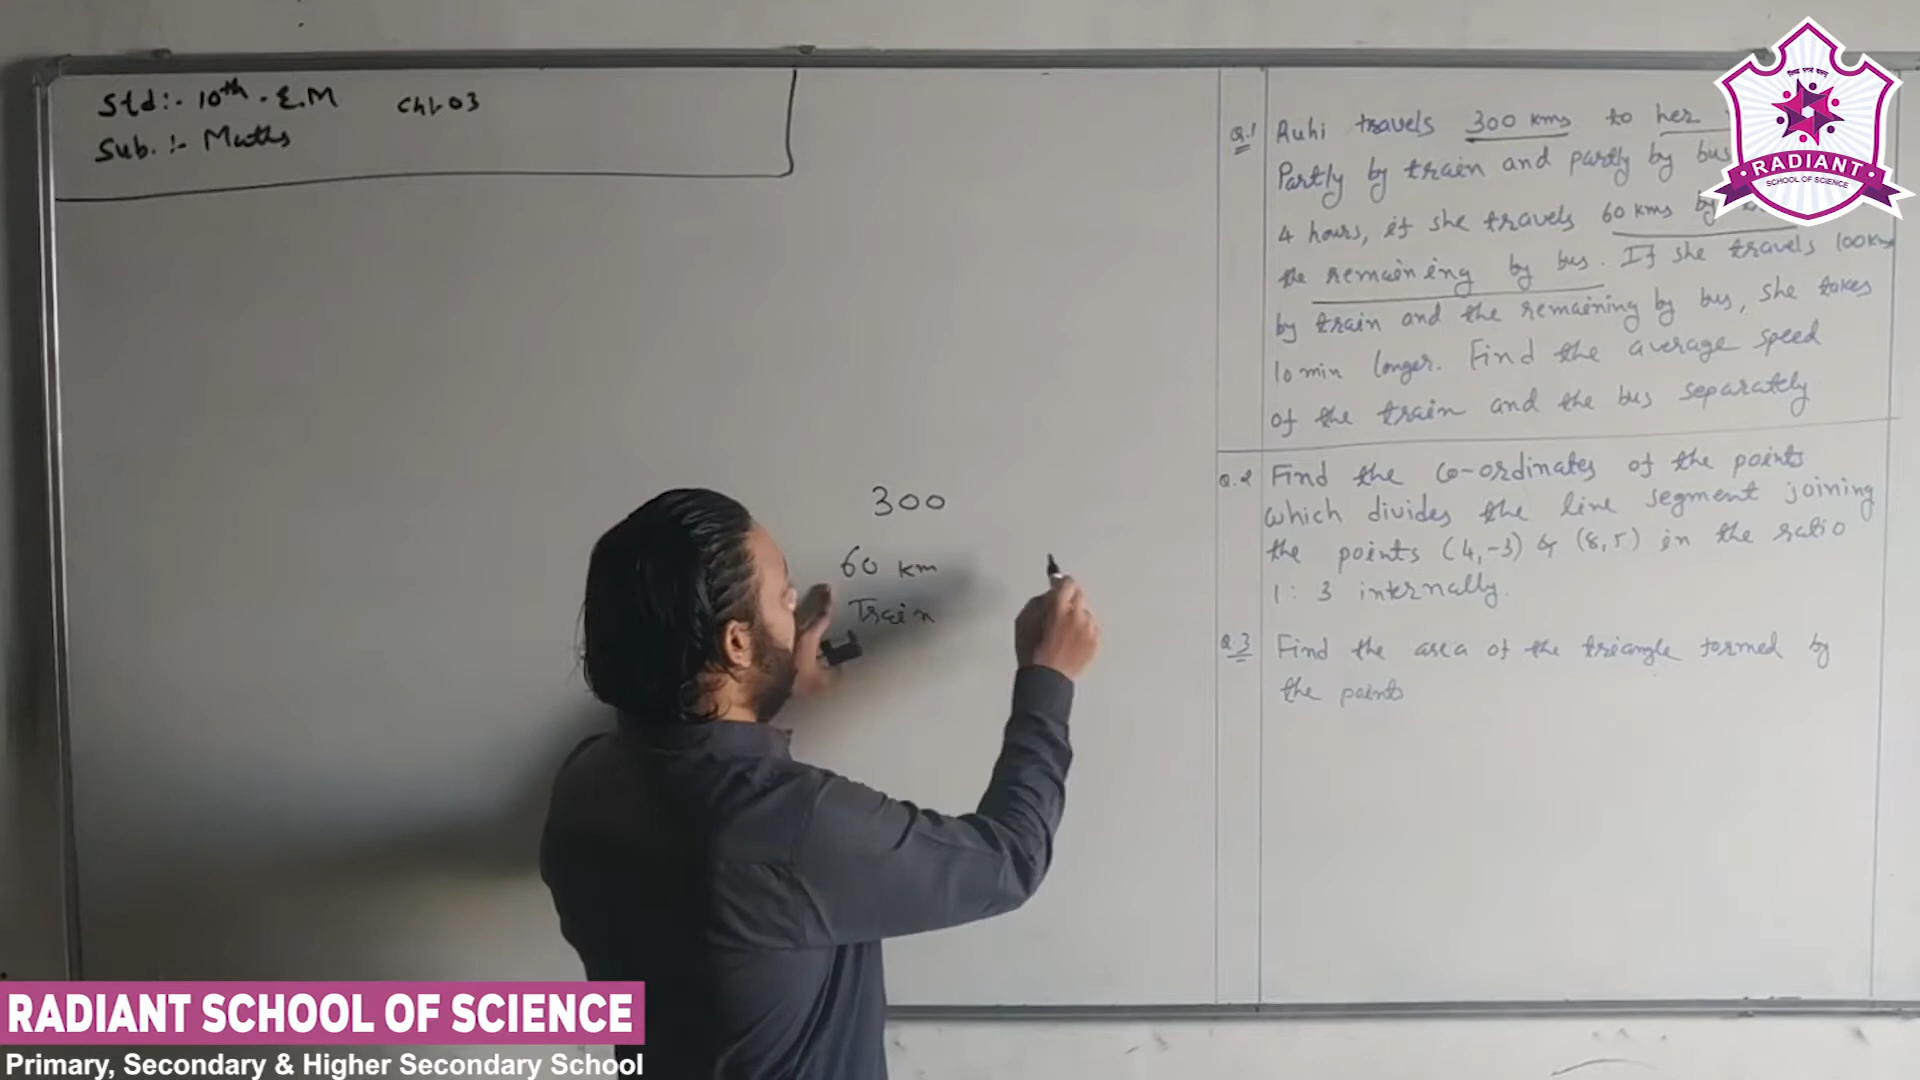 Std :- 10th - E.M Ch1-03
Sub. :- Maths
Q.1 Ruhi travels 300 kms to her
Partly by train and partly by bus
4 hours, if she travels 60 kms by
the remaining by bus. If she travels 100km
by train and the remaining by bus, she takes
10 min longer. Find the average speed
of the train and the bus separately
Q.2 Find the Co-ordinates of the points
which divides the line segment joining
the points (4,-3) & (8,5) in the ratio
1 : 3 internally.
Q.3 Find the area of the triangle formed by
the points
300
60 km
Train
RADIANT
SCHOOL OF SCIENCE
RADIANT SCHOOL OF SCIENCE
Primary, Secondary & Higher Secondary School